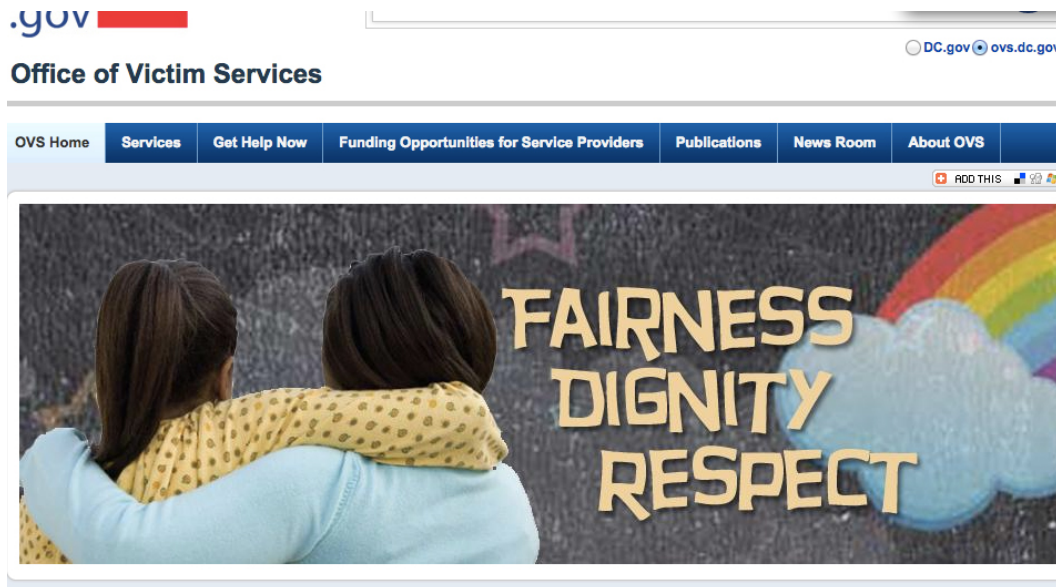 .gov
DC.gov ovs.dc.gov
Office of Victim Services
OVS Home Services Get Help Now Funding Opportunities for Service Providers Publications News Room About OVS
ADD THIS
FAIRNESS
DIGNITY
RESPECT